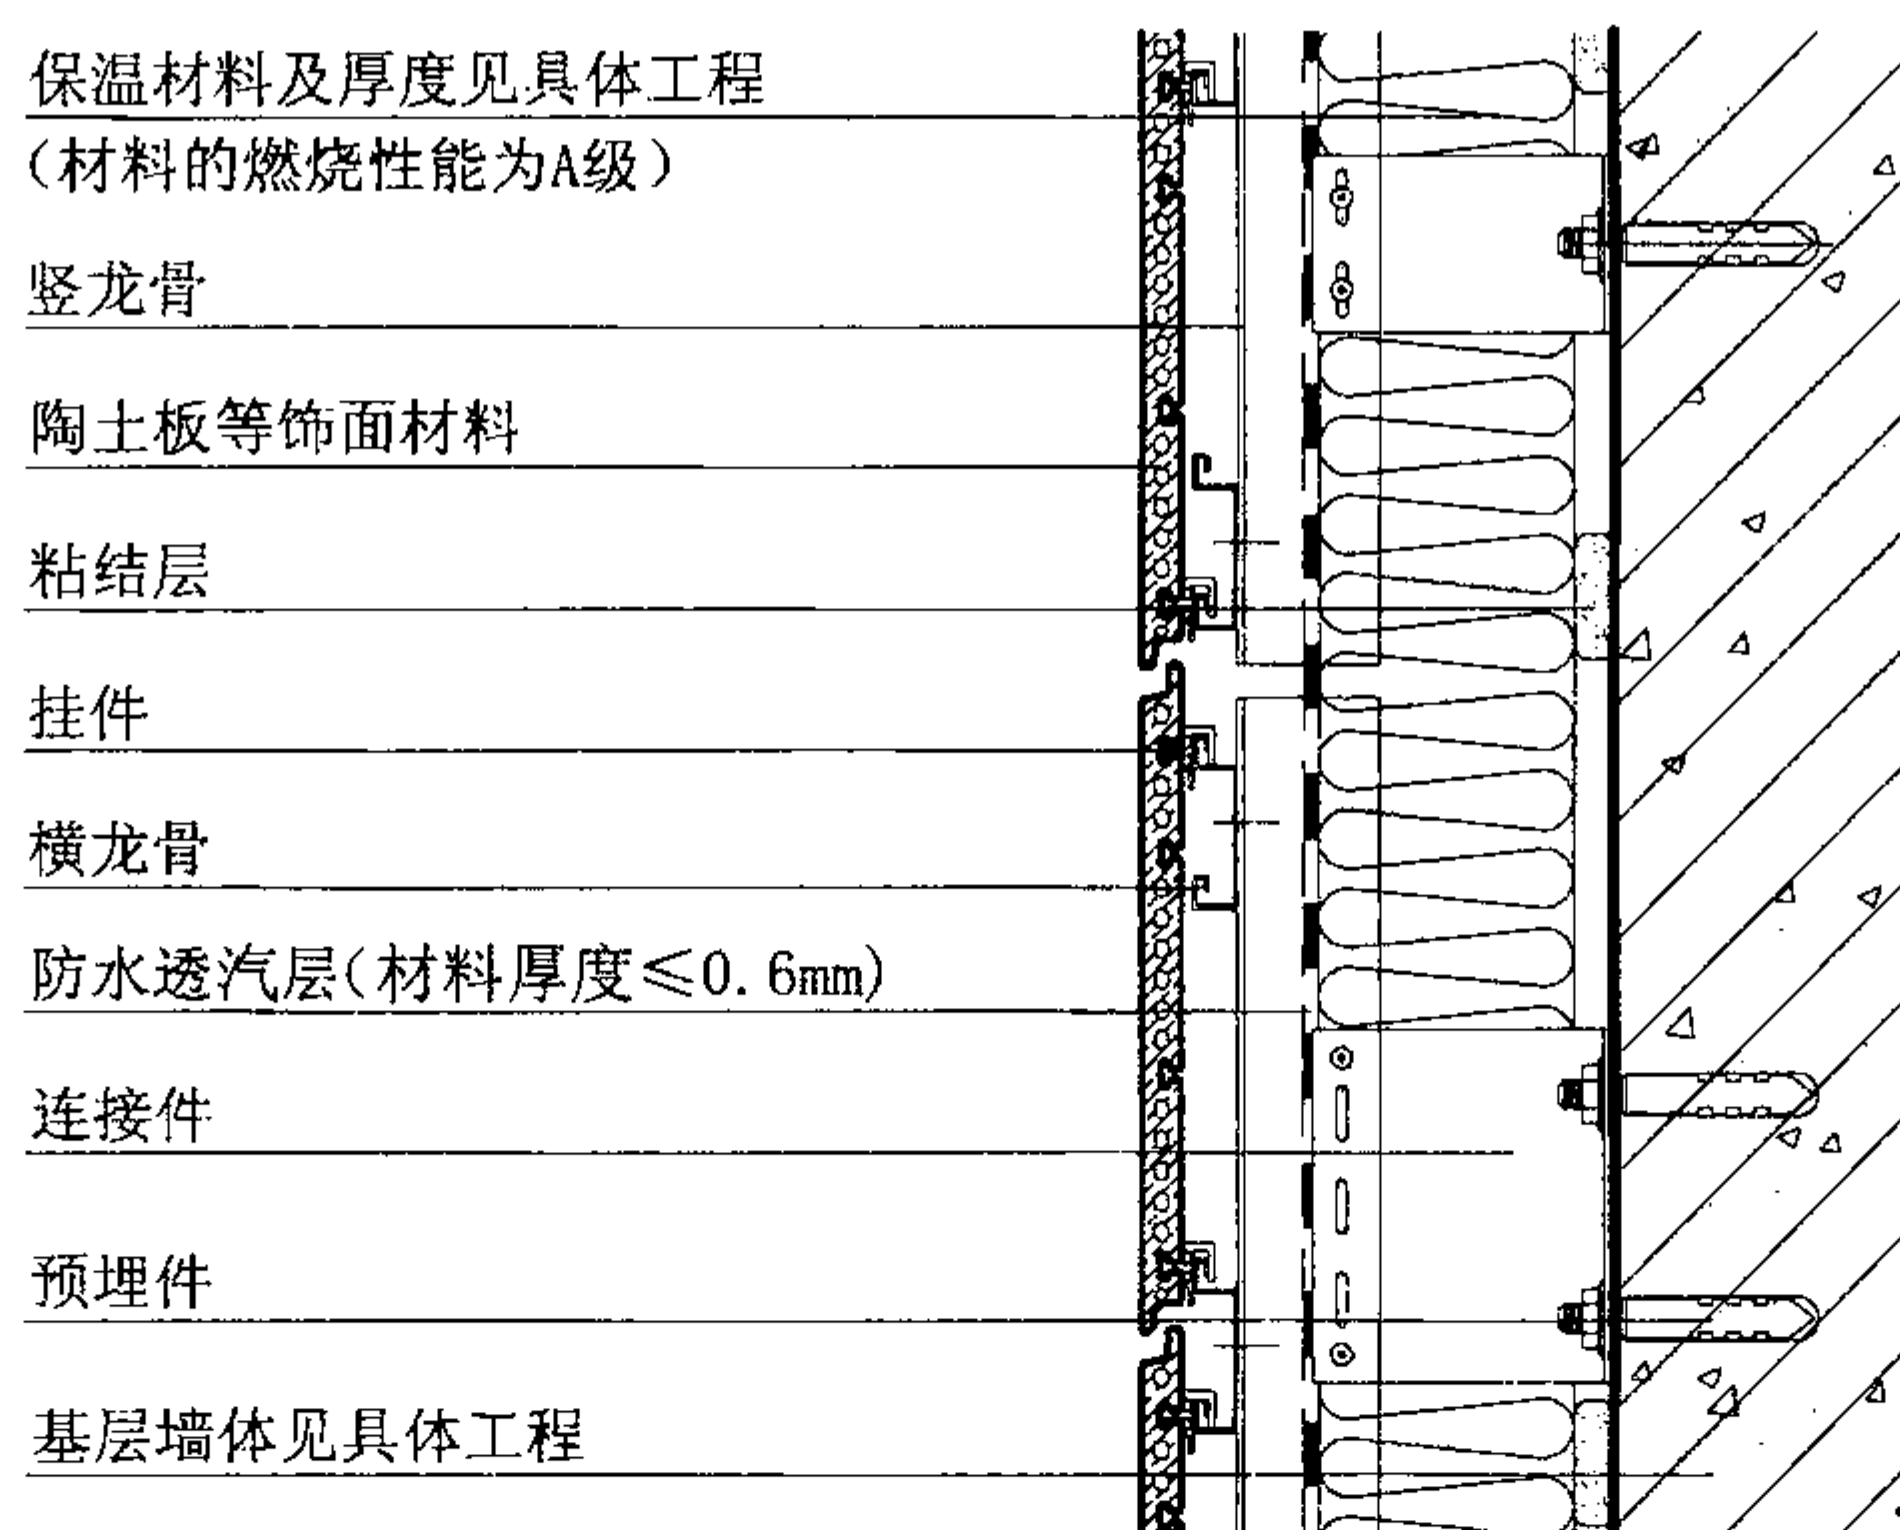 保温材料及厚度见具体工程
（材料的燃烧性能为A级）
竖龙骨
陶土板等饰面材料
粘结层
挂件
横龙骨
防水透汽层(材料厚度≤0.6mm)
连接件
预埋件
基层墙体见具体工程